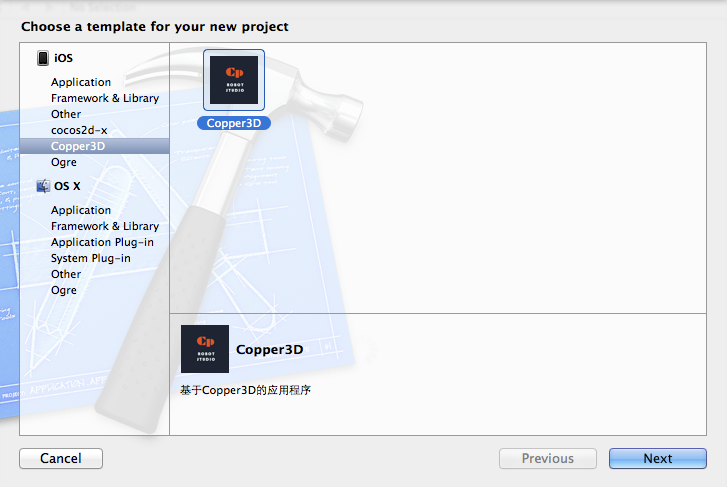 No Selection
Choose a template for your new project
iOS
Application
Framework & Library
Other
cocos2d-x
Copper3D
Ogre
OS X
Application
Framework & Library
Application Plug-in
System Plug-in
Other
Ogre
Cp
ROBOT
STUDIO
Copper3D
Cp
ROBOT
STUDIO
Copper3D
基于Copper3D的应用程序
Cancel
Previous
Next